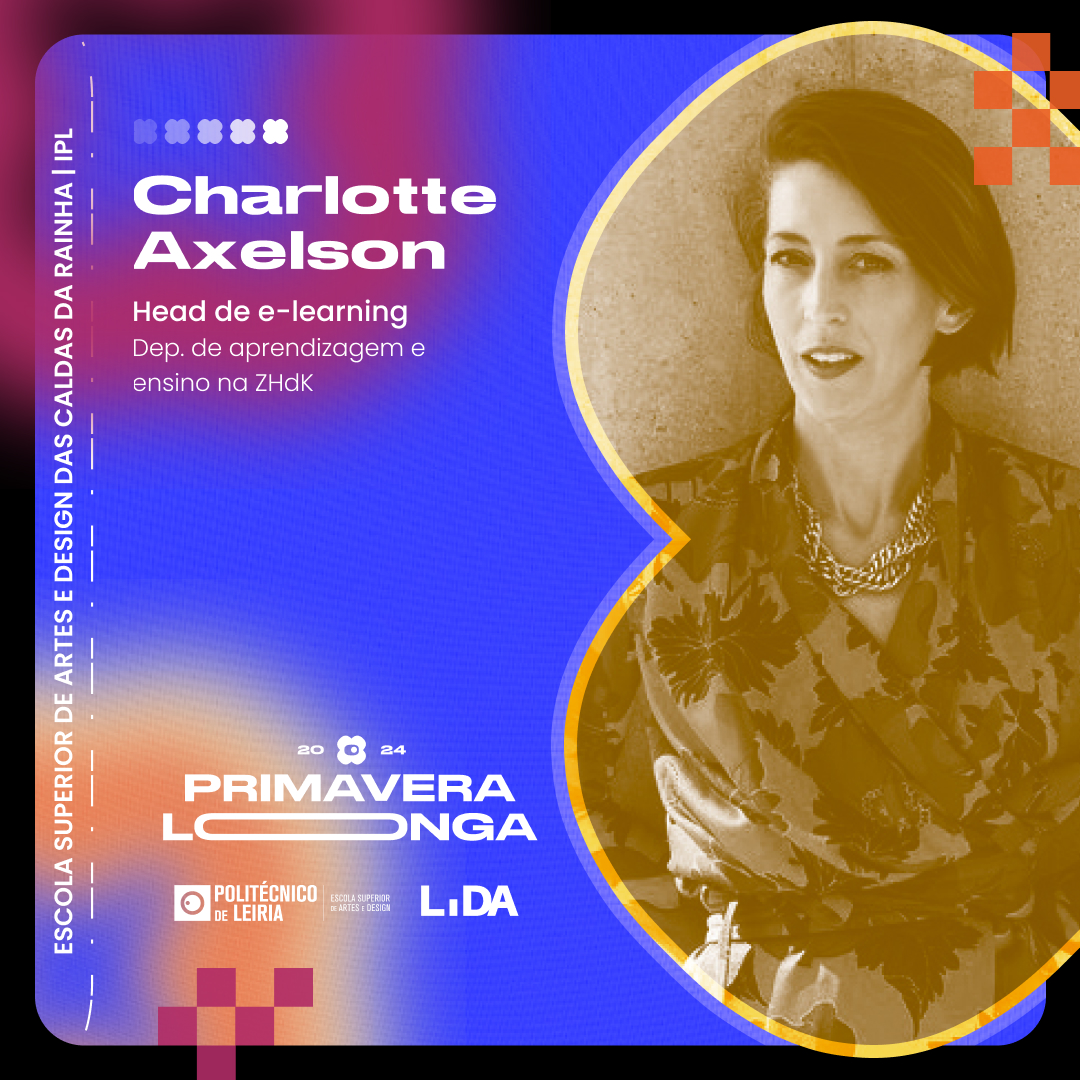 ESCOLA SUPERIOR DE ARTES E DESIGN DAS CALDAS DA RAINHA | IPL
Charlotte
Axelson
Head de e-learning
Dep. de aprendizagem e
ensino na ZHdK
20 24
PRIMAVERA
LONGA
POLITÉCNICO
DE LEIRIA
ESCOLA SUPERIOR
DE ARTES E DESIGN
LiDA